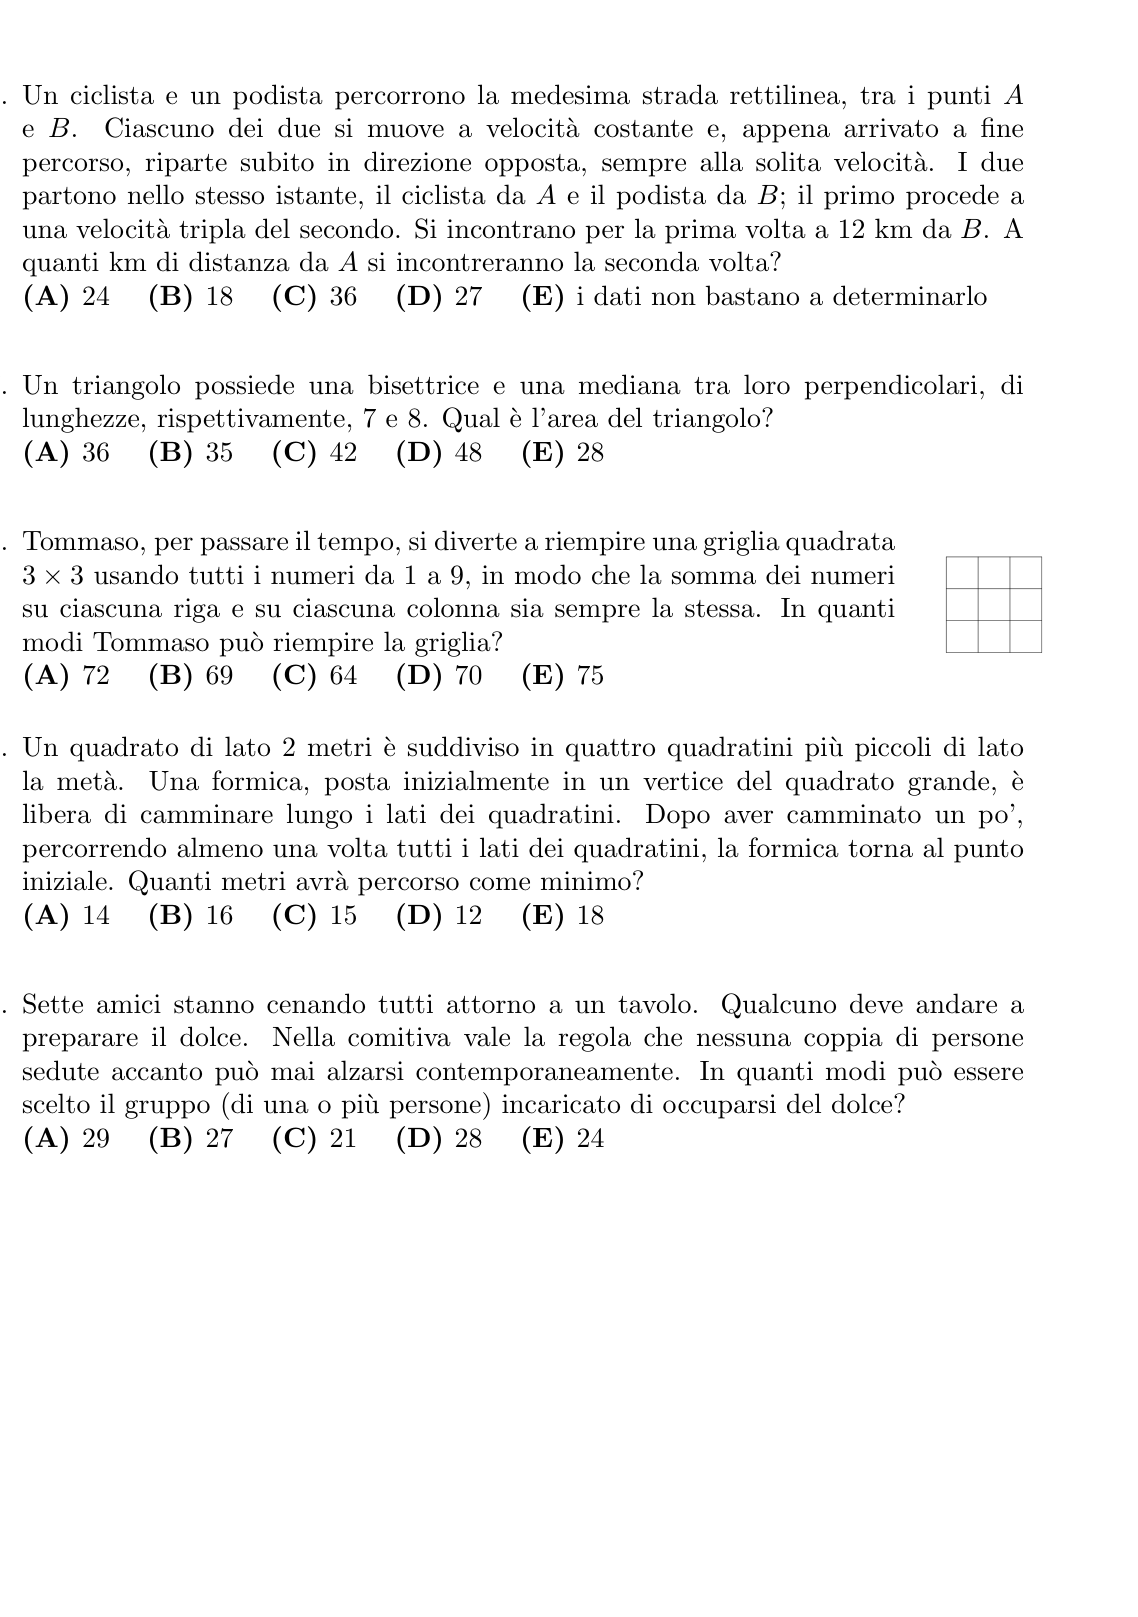 . Un ciclista e un podista percorrono la medesima strada rettilinea, tra i punti A
e B. Ciascuno dei due si muove a velocità costante e, appena arrivato a fine
percorso, riparte subito in direzione opposta, sempre alla solita velocità. I due
partono nello stesso istante, il ciclista da A e il podista da B; il primo procede a
una velocità tripla del secondo. Si incontrano per la prima volta a 12 km da B. A
quanti km di distanza da A si incontreranno la seconda volta?
(A) 24 (B) 18 (C) 36 (D) 27 (E) i dati non bastano a determinarlo
. Un triangolo possiede una bisettrice e una mediana tra loro perpendicolari, di
lunghezze, rispettivamente, 7 e 8. Qual è l'area del triangolo?
(A) 36 (B) 35 (C) 42 (D) 48 (E) 28
. Tommaso, per passare il tempo, si diverte a riempire una griglia quadrata
3 × 3 usando tutti i numeri da 1 a 9, in modo che la somma dei numeri
su ciascuna riga e su ciascuna colonna sia sempre la stessa. In quanti
modi Tommaso può riempire la griglia?
(A) 72 (B) 69 (C) 64 (D) 70 (E) 75
. Un quadrato di lato 2 metri è suddiviso in quattro quadratini più piccoli di lato
la metà. Una formica, posta inizialmente in un vertice del quadrato grande, è
libera di camminare lungo i lati dei quadratini. Dopo aver camminato un po',
percorrendo almeno una volta tutti i lati dei quadratini, la formica torna al punto
iniziale. Quanti metri avrà percorso come minimo?
(A) 14 (B) 16 (C) 15 (D) 12 (E) 18
. Sette amici stanno cenando tutti attorno a un tavolo. Qualcuno deve andare a
preparare il dolce. Nella comitiva vale la regola che nessuna coppia di persone
sedute accanto può mai alzarsi contemporaneamente. In quanti modi può essere
scelto il gruppo (di una o più persone) incaricato di occuparsi del dolce?
(A) 29 (B) 27 (C) 21 (D) 28 (E) 24